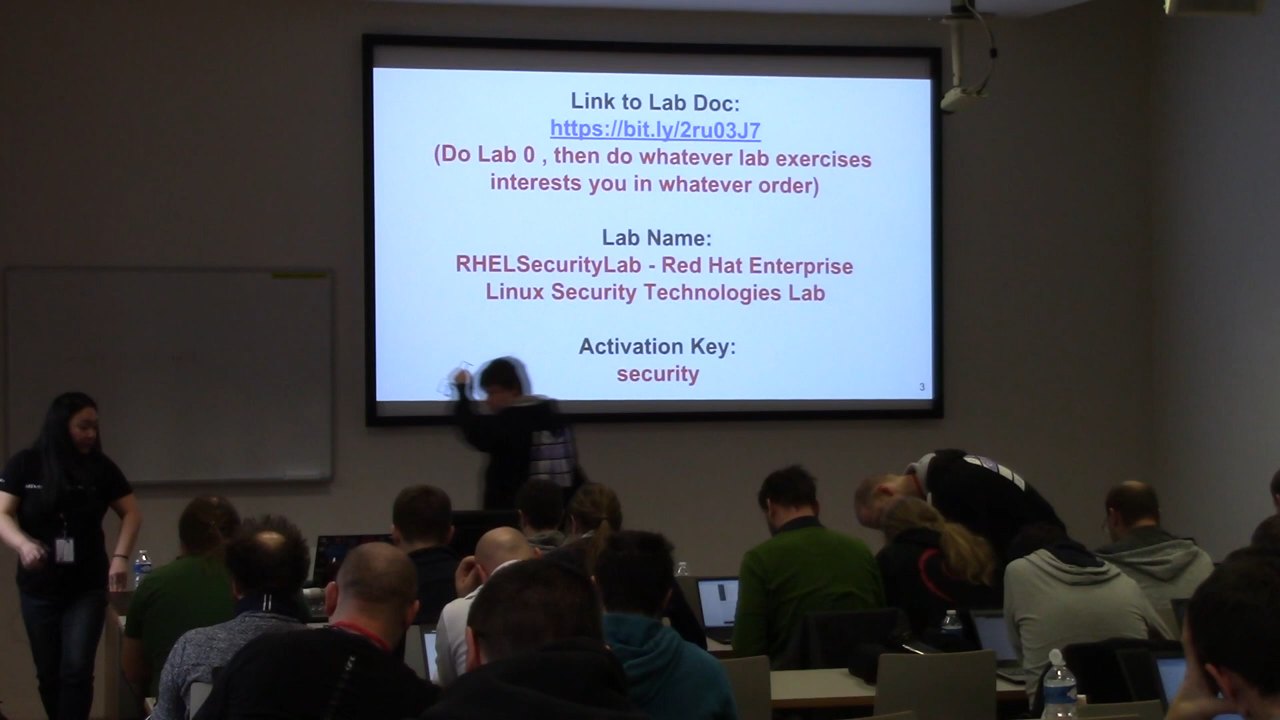 Link to Lab Doc:
https://bit.ly/2ru03J7
(Do Lab 0 , then do whatever lab exercises
interests you in whatever order)
Lab Name:
RHELSecurityLab - Red Hat Enterprise
Linux Security Technologies Lab
Activation Key:
security
3